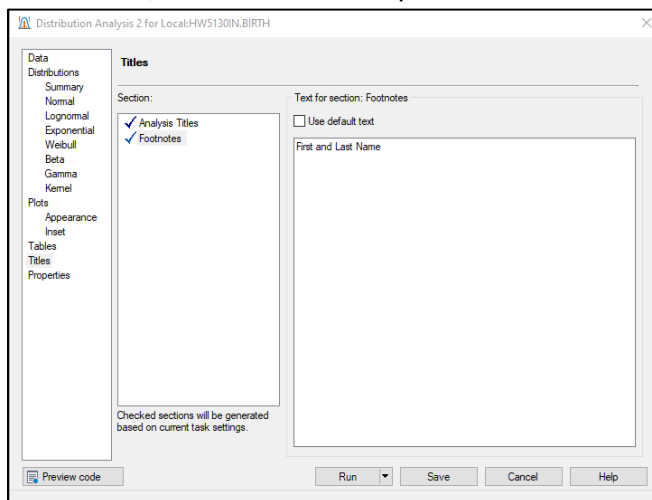 Distribution Analysis 2 for Local:HW5130IN.BIRTH
Data
Distributions
Summary
Normal
Lognormal
Exponential
Weibull
Beta
Gamma
Kernel
Plots
Appearance
Inset
Tables
Titles
Properties
Titles
Section:
Analysis Titles
Footnotes
Checked sections will be generated
based on current task settings.
Text for section: Footnotes
Use default text
First and Last Name
Preview code
Run
Save
Cancel
Help